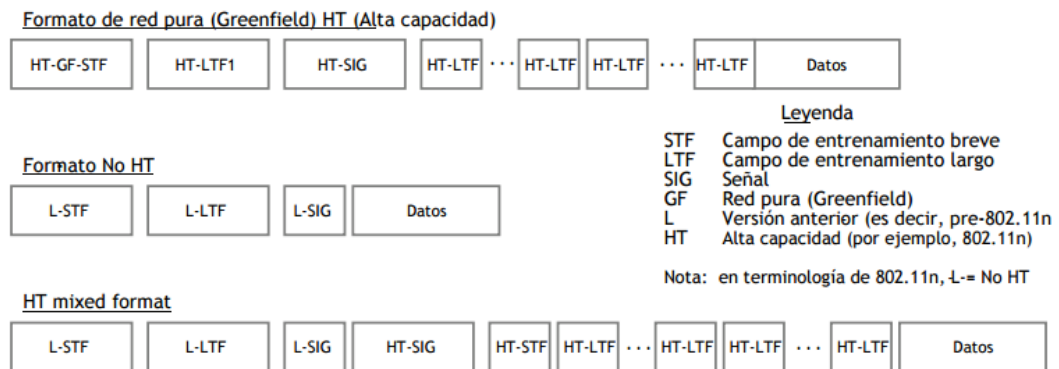 Formato de red pura (Greenfield) HT (Alta capacidad)
HT-GF-STF HT-LTF1 HT-SIG HT-LTF ··· HT-LTF HT-LTF ··· HT-LTF Datos
Leyenda
STF Campo de entrenamiento breve
LTF Campo de entrenamiento largo
SIG Señal
GF Red pura (Greenfield)
L Versión anterior (es decir, pre-802.11n
HT Alta capacidad (por ejemplo, 802.11n)
Nota: en terminología de 802.11n, L-= No HT
Formato No HT
L-STF L-LTF L-SIG Datos
HT mixed format
L-STF L-LTF L-SIG HT-SIG HT-STF HT-LTF ··· HT-LTF HT-LTF ··· HT-LTF Datos